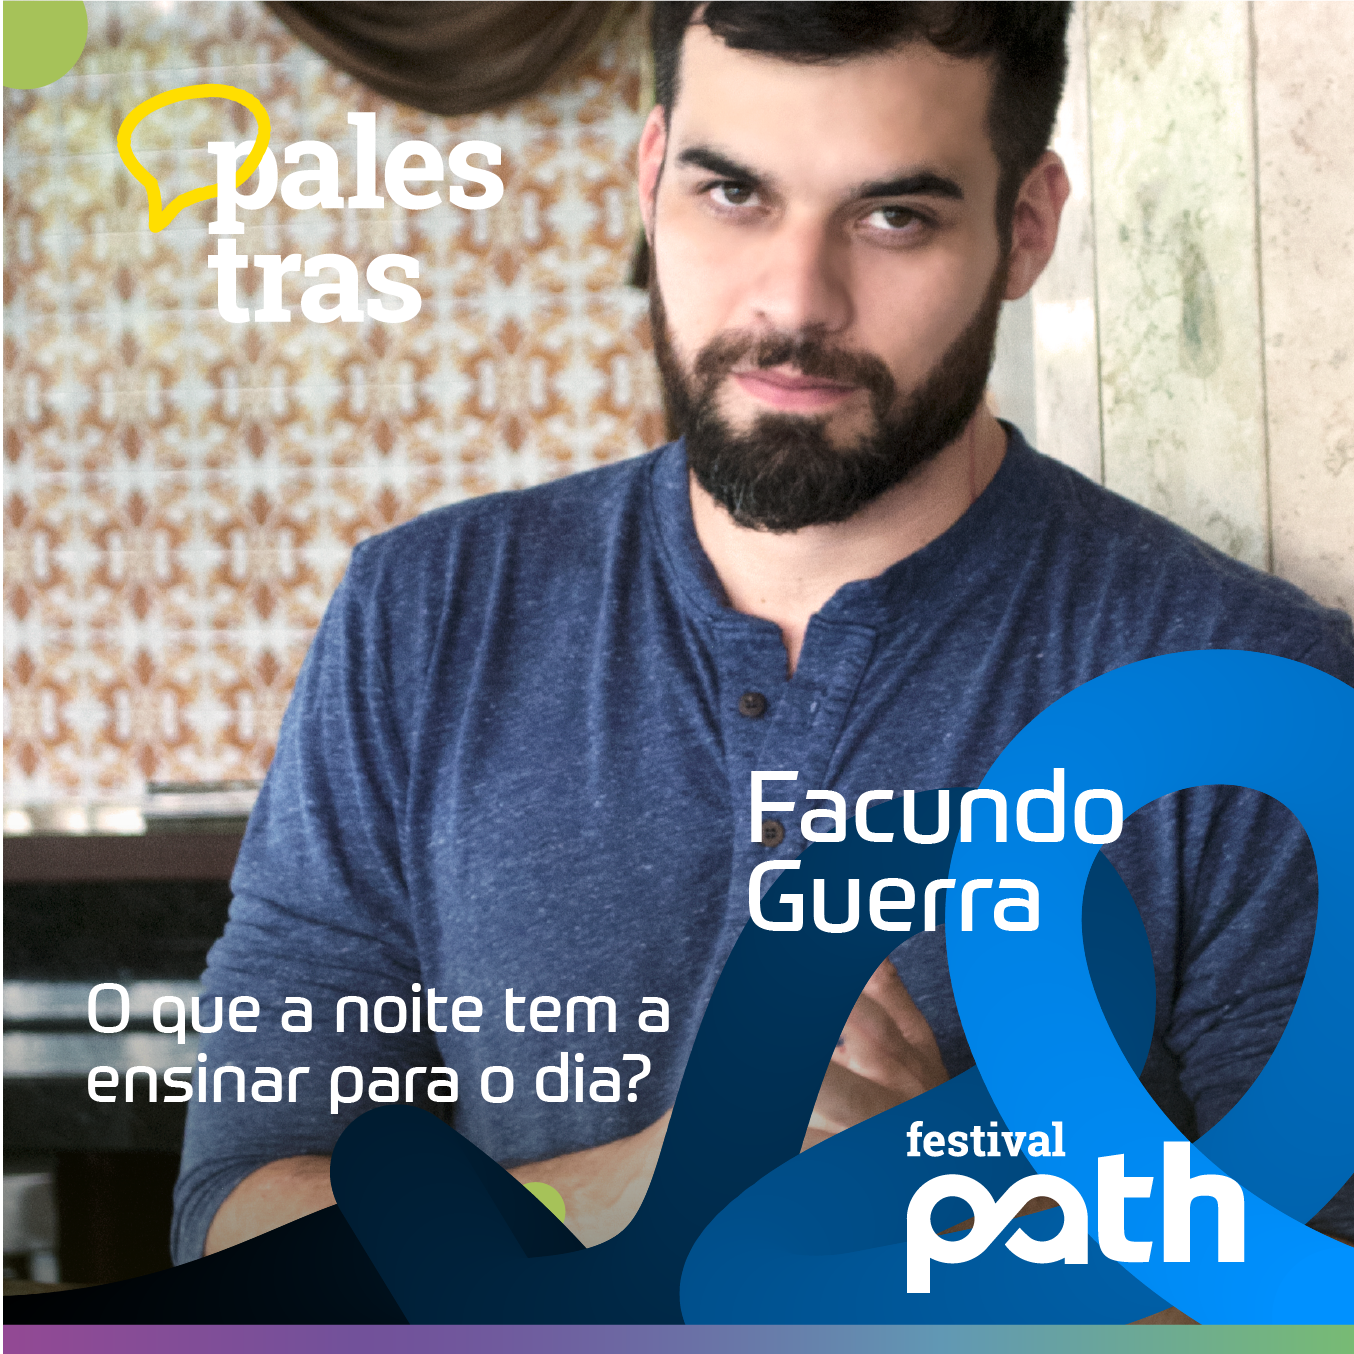 pales
tras
Facundo
Guerra
O que a noite tem a
ensinar para o dia?
festival
path